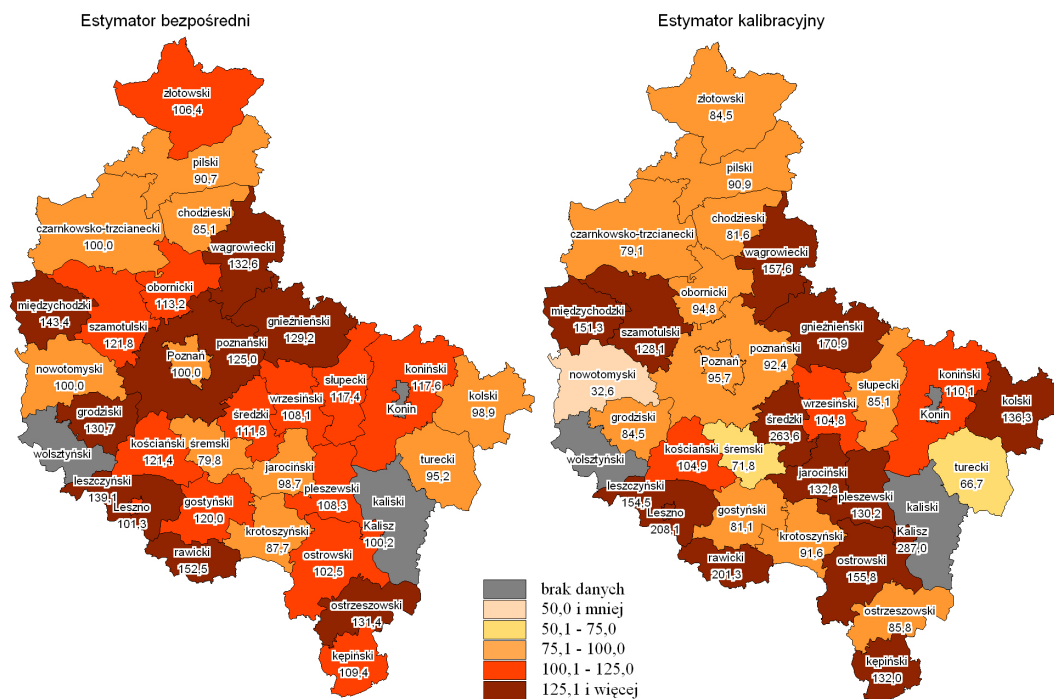 Estymator bezpośredni
złotowski
106,4
pilski
90,7
chodzieski
85,1
czarnkowsko-trzcianecki
100,0
wągrowiecki
132,6
obornicki
113,2
międzychodzki
143,4
szamotulski
121,8
gnieźnieński
129,2
poznański
125,0
Poznań
100,0
nowotomyski
100,0
słupecki
117,4
koniński
117,6
Konin
kolski
98,9
wrzesiński
108,1
grodziski
130,7
średzki
111,8
wolsztyński
kościański
121,4
śremski
79,8
jarociński
98,7
turecki
95,2
leszczyński
139,1
Leszno
101,3
pleszewski
108,3
kaliski
gostyński
120,0
Kalisz
100,2
krotoszyński
87,7
rawicki
152,5
ostrowski
102,5
ostrzeszowski
131,4
kępiński
109,4
Estymator kalibracyjny
złotowski
84,5
pilski
90,9
chodzieski
81,6
czarnkowsko-trzcianecki
79,1
wągrowiecki
157,6
obornicki
94,8
międzychodzki
151,3
szamotulski
128,1
gnieźnieński
170,9
poznański
92,4
Poznań
95,7
nowotomyski
32,6
słupecki
85,1
koniński
110,1
Konin
kolski
136,3
wrzesiński
104,8
grodziski
84,5
średzki
263,6
wolsztyński
kościański
104,9
śremski
71,8
jarociński
132,8
turecki
66,7
leszczyński
154,5
Leszno
208,1
pleszewski
130,2
kaliski
gostyński
81,1
Kalisz
287,0
krotoszyński
91,6
rawicki
201,3
ostrowski
155,8
ostrzeszowski
85,8
kępiński
132,0
brak danych
50,0 i mniej
50,1 - 75,0
75,1 - 100,0
100,1 - 125,0
125,1 i więcej